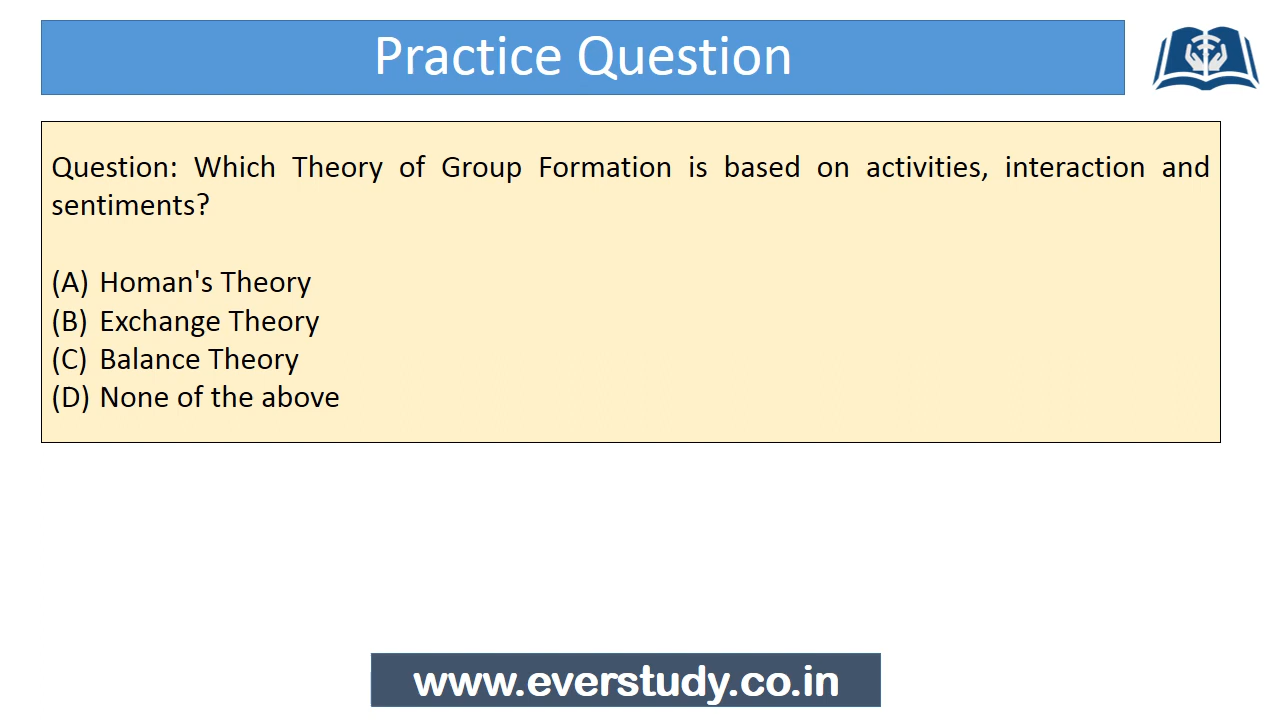 Practice Question
Question: Which Theory of Group Formation is based on activities, interaction and
sentiments?
(A) Homan's Theory
(B) Exchange Theory
(C) Balance Theory
(D) None of the above
www.everstudy.co.in